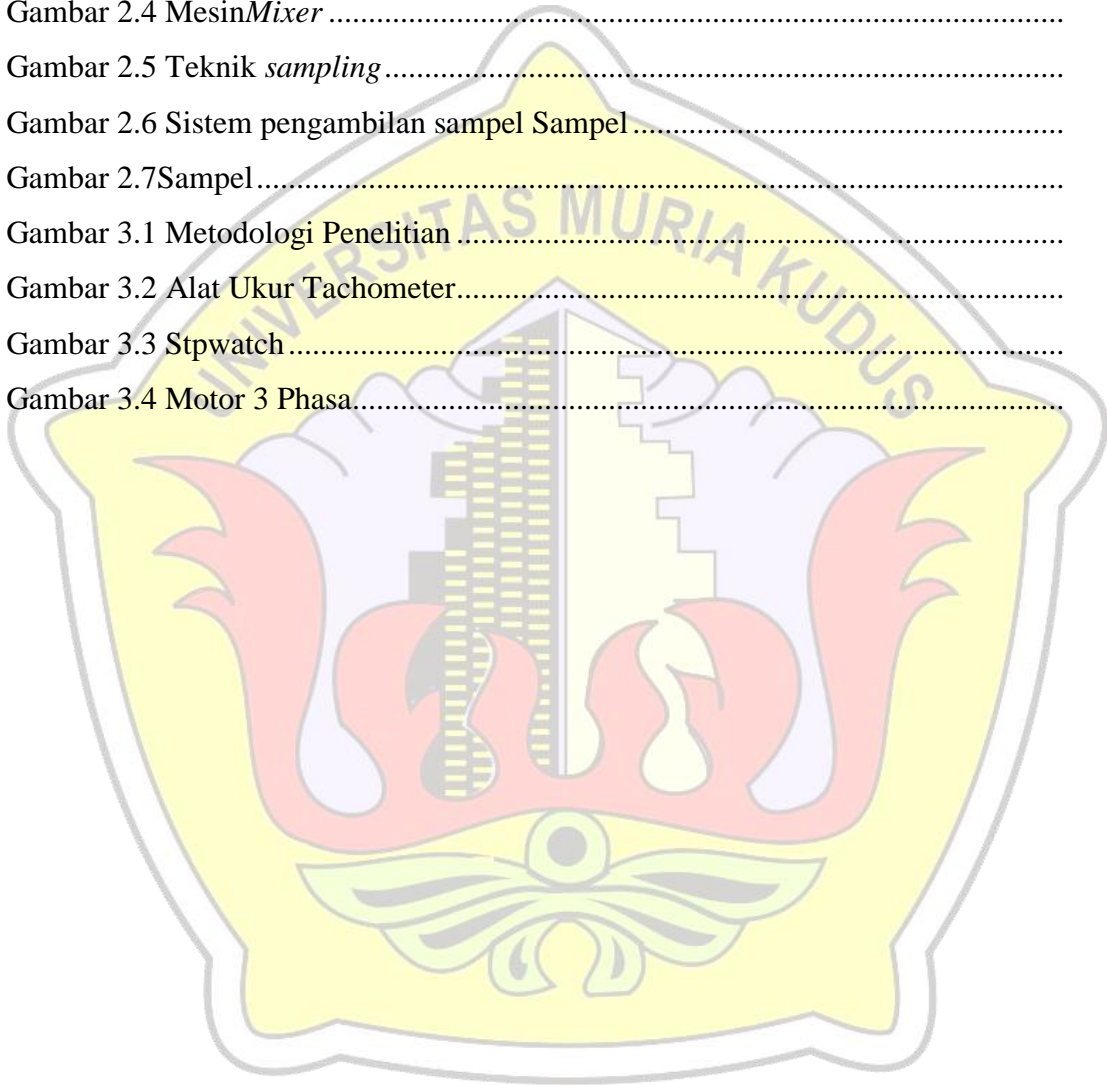 Gambar 2.4 MesinMixer ............................................................................................
Gambar 2.5 Teknik sampling.....................................................................................
Gambar 2.6 Sistem pengambilan sampel Sampel......................................................
Gambar 2.7Sampel.....................................................................................................
Gambar 3.1 Metodologi Penelitian ............................................................................
Gambar 3.2 Alat Ukur Tachometer............................................................................
Gambar 3.3 Stpwatch .................................................................................................
Gambar 3.4 Motor 3 Phasa.........................................................................................
UNIVERSITAS MURIA KUDUS